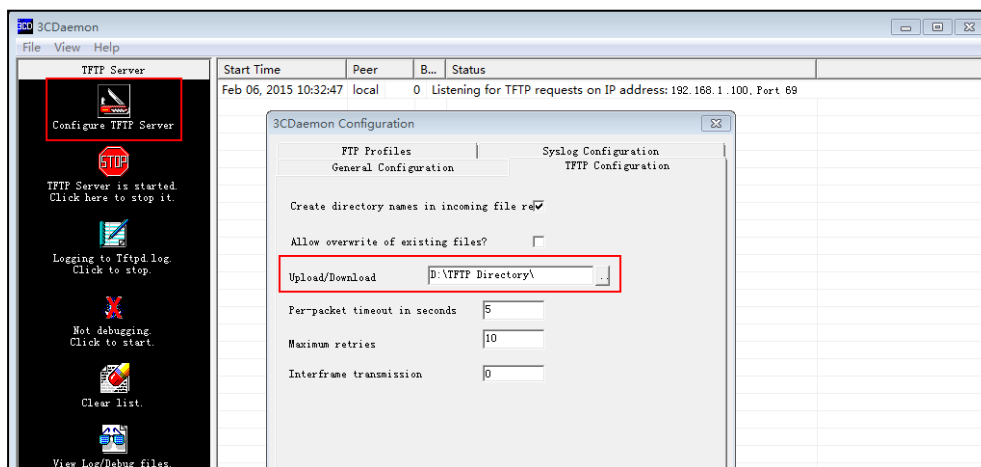 3CD 3CDaemon
File View Help
TFTP Server
Configure TFTP Server
STOP
TFTP Server is started.
Click here to stop it.
Logging to Tftpd.log.
Click to stop.
Not debugging.
Click to start.
Clear list.
View Log/Debug files.
Start Time Peer B... Status
Feb 06, 2015 10:32:47 local 0 Listening for TFTP requests on IP address: 192.168.1.100, Port 69
3CDaemon Configuration
FTP Profiles Syslog Configuration
General Configuration TFTP Configuration
Create directory names in incoming file re
Allow overwrite of existing files?
Upload/Download D:\TFTP Directory\ ..
Per-packet timeout in seconds 5
Maximum retries 10
Interframe transmission 0